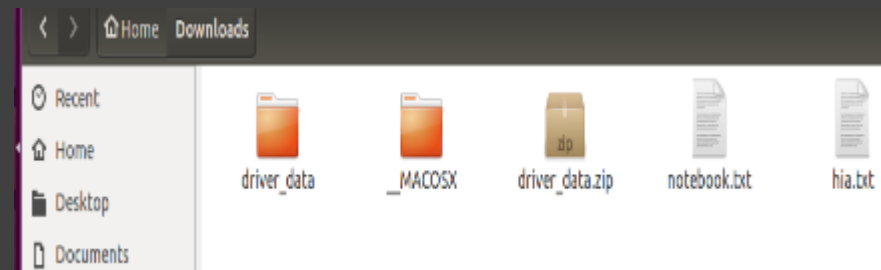 Home Downloads
Recent
Home
Desktop
Documents
driver_data
__MACOSX
zip
driver_data.zip
notebook.txt
hia.txt